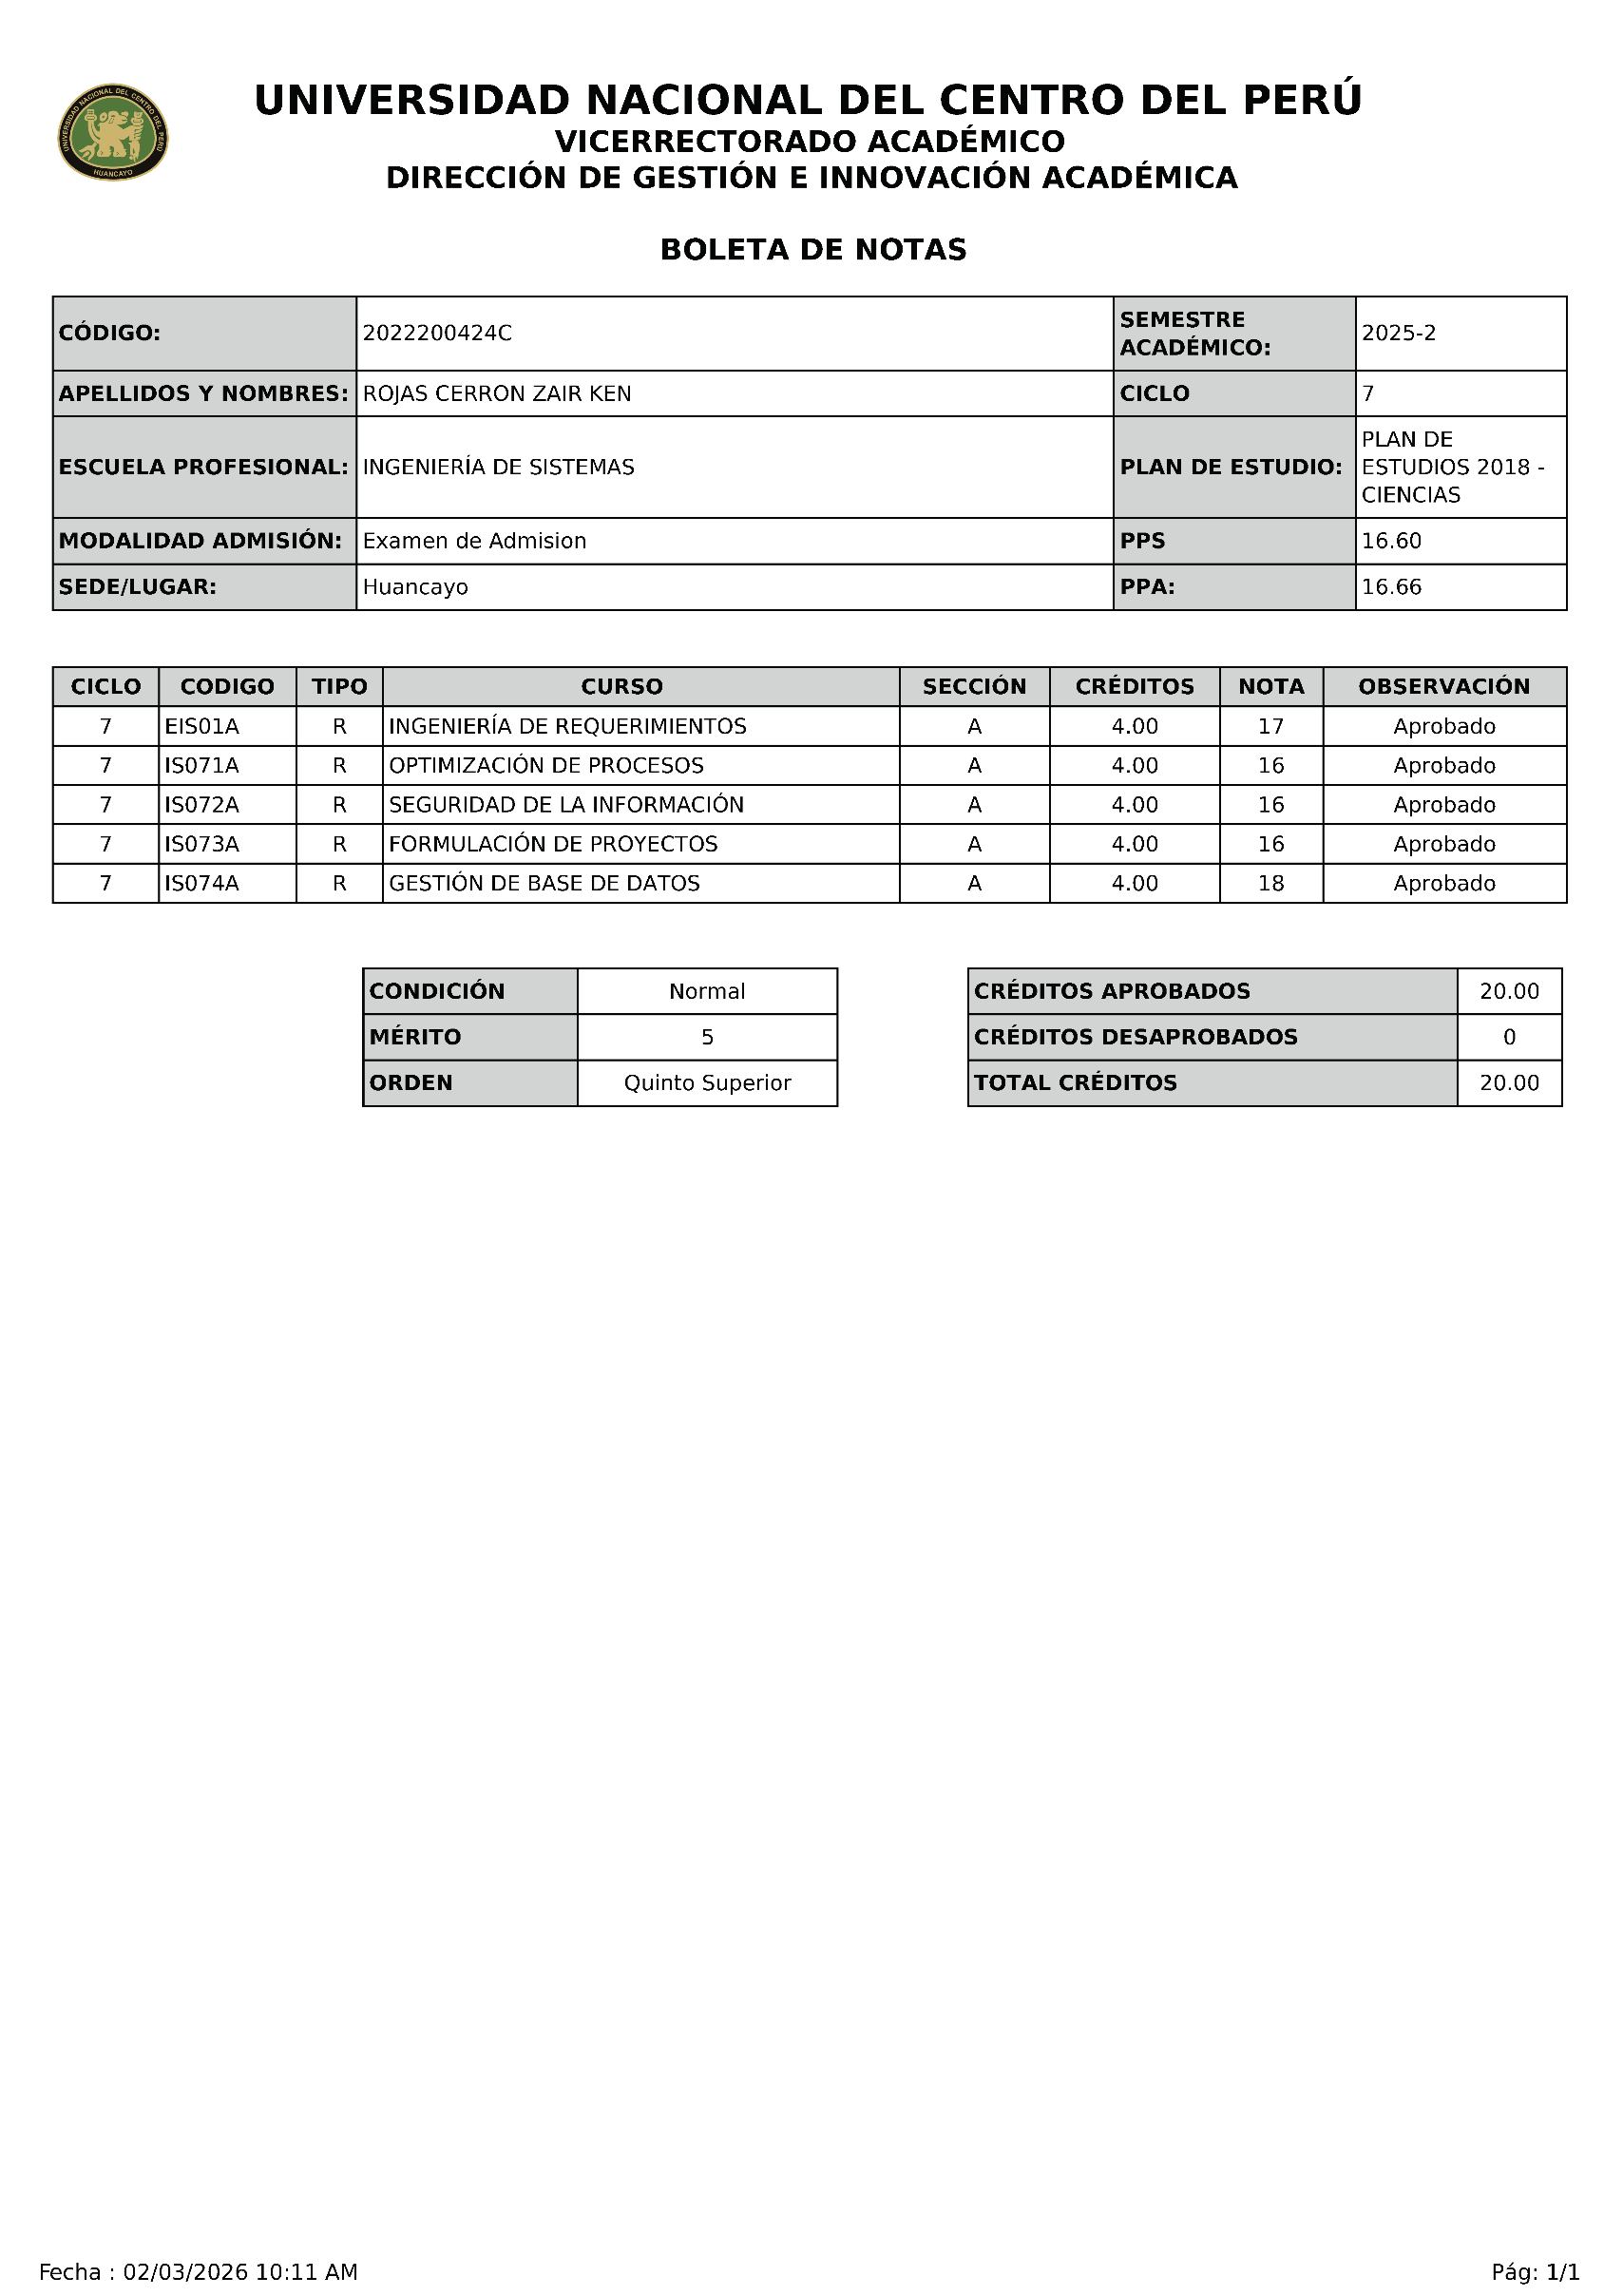 UNIVERSIDAD NACIONAL DEL CENTRO DEL PERÚ
HUANCAYO
UNIVERSIDAD NACIONAL DEL CENTRO DEL PERÚ
VICERRECTORADO ACADÉMICO
DIRECCIÓN DE GESTIÓN E INNOVACIÓN ACADÉMICA
BOLETA DE NOTAS
CÓDIGO: 2022200424C SEMESTRE ACADÉMICO: 2025-2
APELLIDOS Y NOMBRES: ROJAS CERRON ZAIR KEN CICLO 7
ESCUELA PROFESIONAL: INGENIERÍA DE SISTEMAS PLAN DE ESTUDIO: PLAN DE ESTUDIOS 2018 - CIENCIAS
MODALIDAD ADMISIÓN: Examen de Admision PPS 16.60
SEDE/LUGAR: Huancayo PPA: 16.66
CICLO CODIGO TIPO CURSO SECCIÓN CRÉDITOS NOTA OBSERVACIÓN
7 EIS01A R INGENIERÍA DE REQUERIMIENTOS A 4.00 17 Aprobado
7 IS071A R OPTIMIZACIÓN DE PROCESOS A 4.00 16 Aprobado
7 IS072A R SEGURIDAD DE LA INFORMACIÓN A 4.00 16 Aprobado
7 IS073A R FORMULACIÓN DE PROYECTOS A 4.00 16 Aprobado
7 IS074A R GESTIÓN DE BASE DE DATOS A 4.00 18 Aprobado
CONDICIÓN Normal CRÉDITOS APROBADOS 20.00
MÉRITO 5 CRÉDITOS DESAPROBADOS 0
ORDEN Quinto Superior TOTAL CRÉDITOS 20.00
Fecha : 02/03/2026 10:11 AM Pág: 1/1